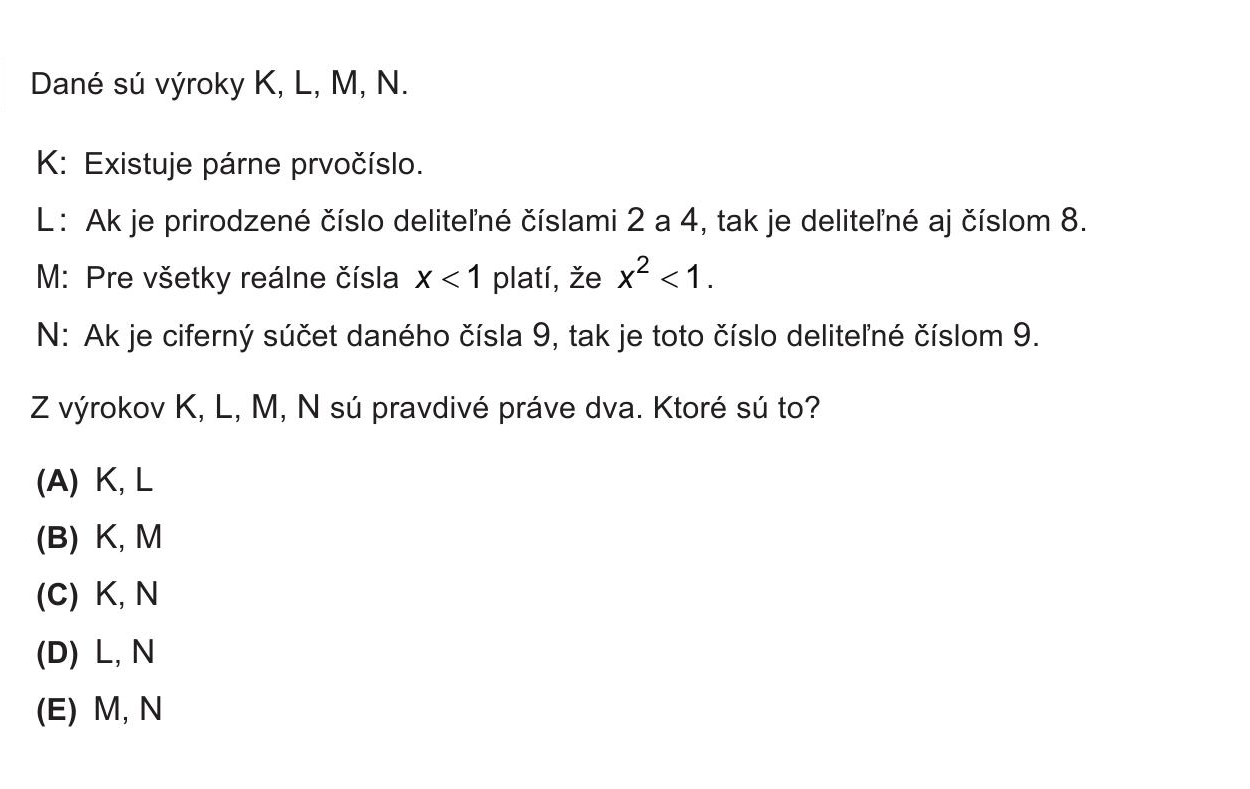 Dané sú výroky K, L, M, N.
K: Existuje párne prvočíslo.
L: Ak je prirodzené číslo deliteľné číslami 2 a 4, tak je deliteľné aj číslom 8.
M: Pre všetky reálne čísla x < 1 platí, že x² < 1.
N: Ak je ciferný súčet daného čísla 9, tak je toto číslo deliteľné číslom 9.
Z výrokov K, L, M, N sú pravdivé práve dva. Ktoré sú to?
(A) K, L
(B) K, M
(C) K, N
(D) L, N
(E) M, N